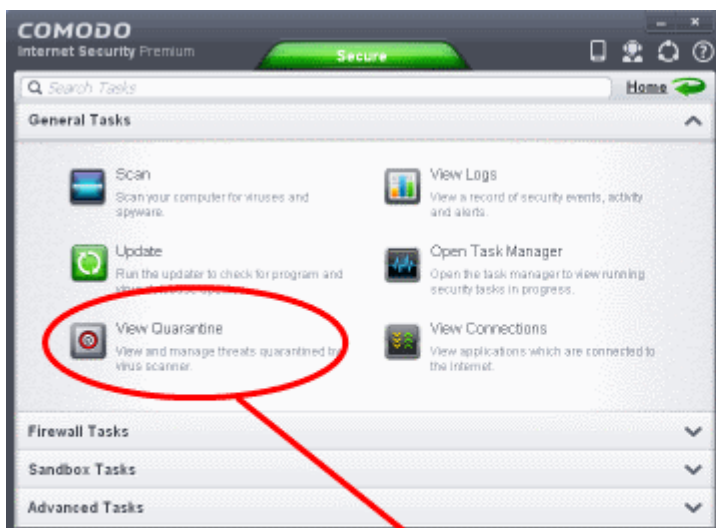 COMODO
Internet Security Premium
Secure
Search Tasks
Home
General Tasks
Scan
Scan your computer for viruses and
spyware.
View Logs
View a record of security events, activity
and alerts.
Update
Run the updater to check for program and
virus
Open Task Manager
Open the task manager to view running
security tasks in progress.
View Quarantine
View and manage threats quarantined
virus scanner.
View Connections
View applications which are connected to
the internet.
Firewall Tasks
Sandbox Tasks
Advanced Tasks